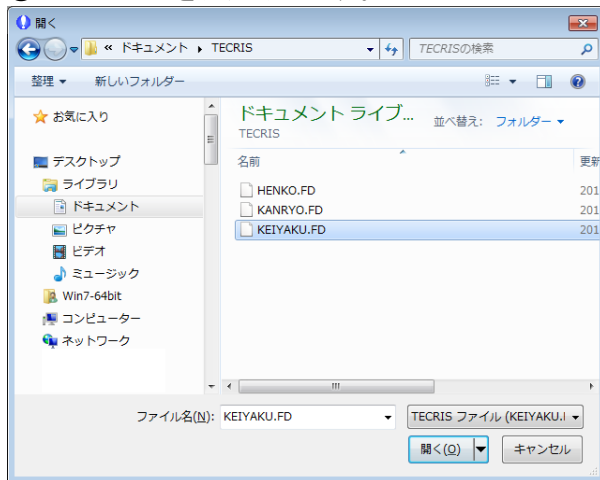 開く
« ドキュメント ▸ TECRIS
TECRISの検索
整理 ▼ 新しいフォルダー
お気に入り
デスクトップ
ライブラリ
ドキュメント
ピクチャ
ビデオ
ミュージック
Win7-64bit
コンピューター
ネットワーク
ドキュメント ライブ...
TECRIS
並べ替え: フォルダー ▼
名前 更新
HENKO.FD 201
KANRYO.FD 201
KEIYAKU.FD 201
ファイル名(N): KEIYAKU.FD
TECRIS ファイル (KEIYAKU.
開く(O) キャンセル